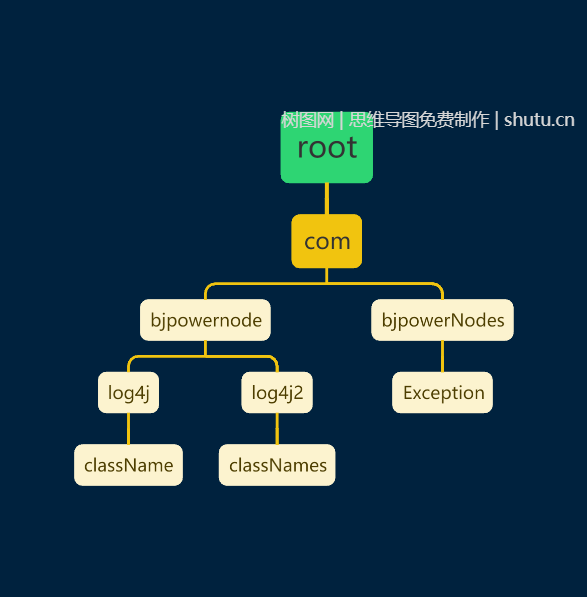 树图网 | 思维导图免费制作 | shutu.cn
root
com
bjpowernode
bjpowerNodes
log4j
log4j2
Exception
className
classNames